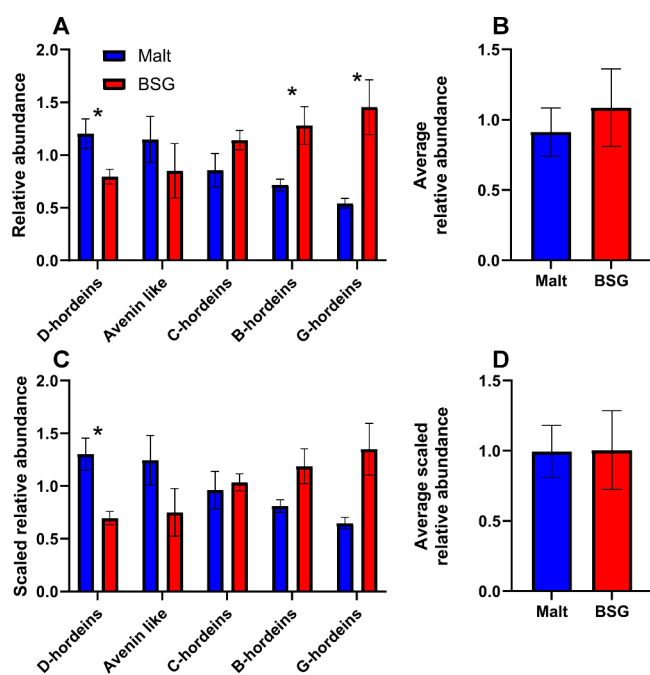 A
Malt
BSG
Relative abundance
2.0
1.5
1.0
0.5
0.0
*
*
*
D-hordeins
Avenin like
C-hordeins
B-hordeins
G-hordeins
B
Average
relative abundance
1.5
1.0
0.5
0.0
Malt
BSG
C
Scaled relative abundance
2.0
1.5
1.0
0.5
0.0
*
D-hordeins
Avenin like
C-hordeins
B-hordeins
G-hordeins
D
Average scaled
relative abundance
1.5
1.0
0.5
0.0
Malt
BSG